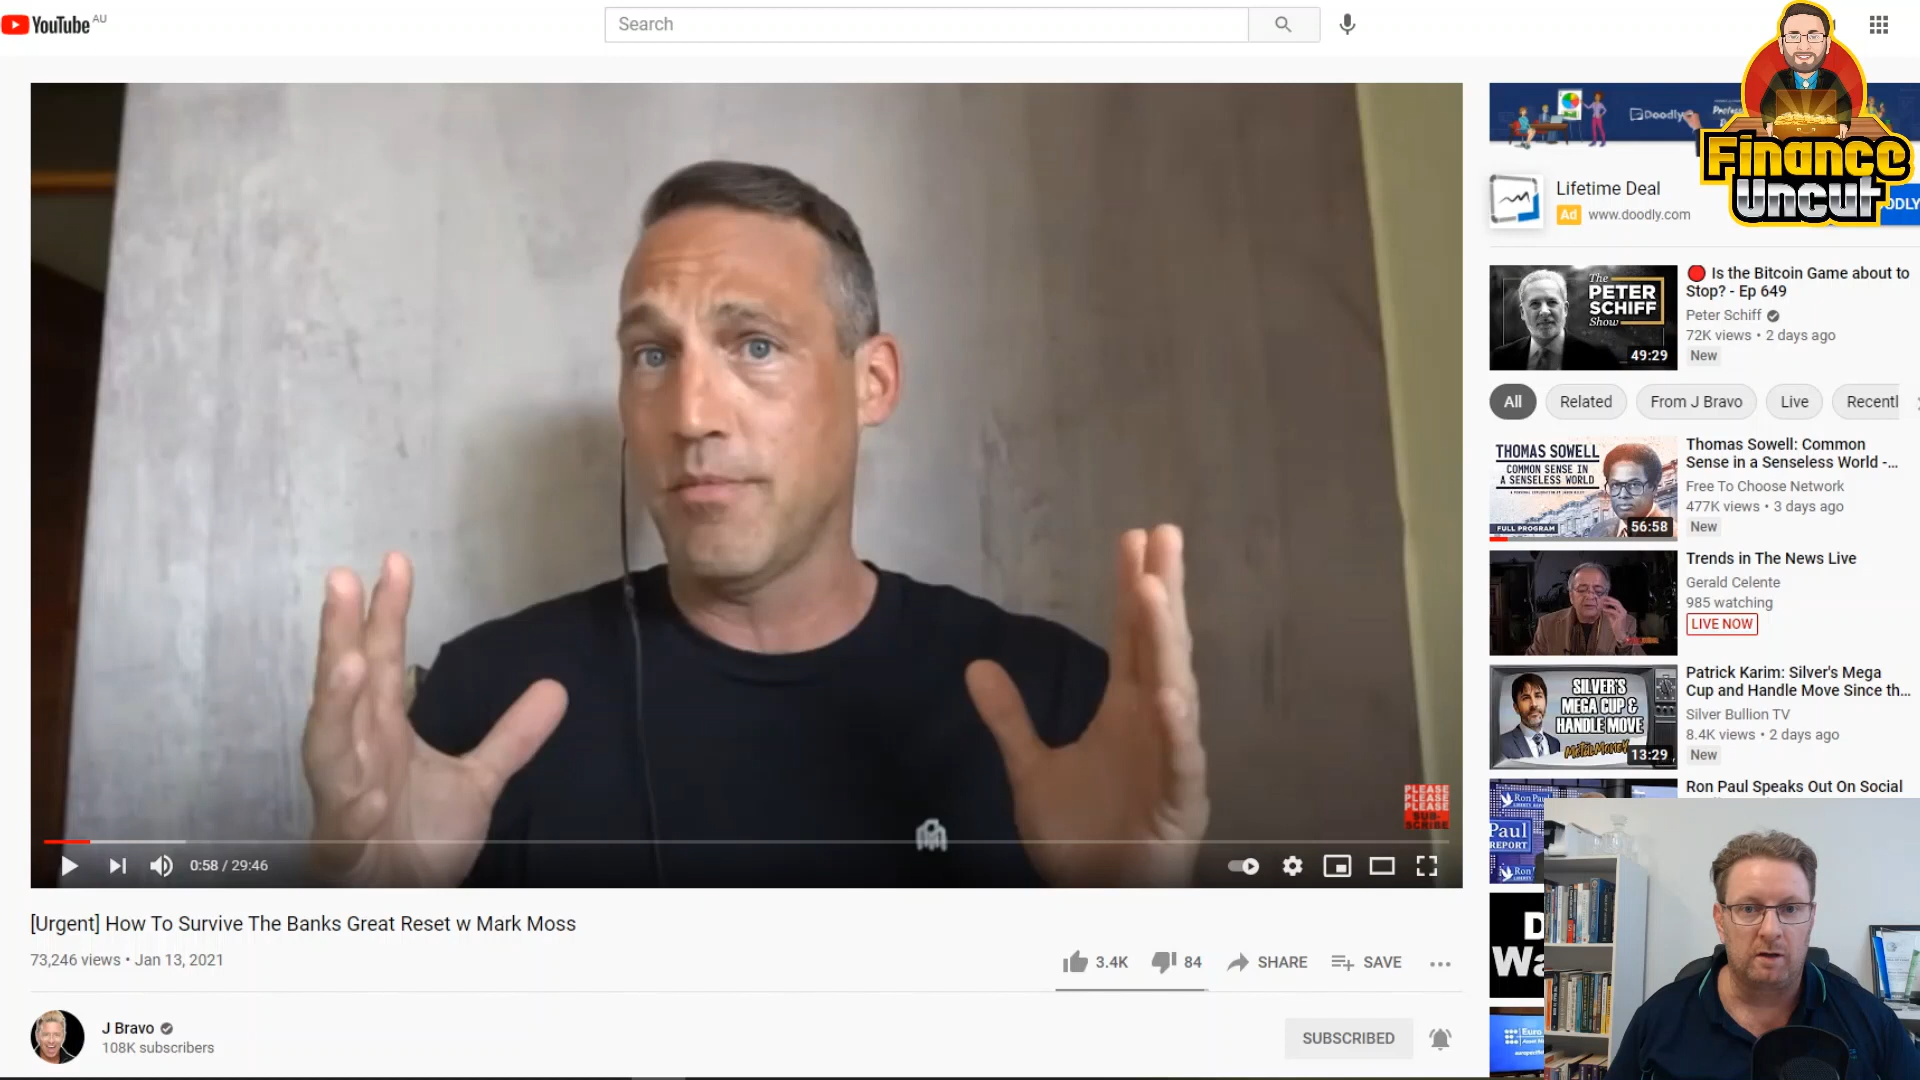 YouTube AU
Search
Finance
Uncut
Doodly
Lifetime Deal
Ad www.doodly.com
The
PETER
SCHIFF
Show
49:29
Is the Bitcoin Game about to
Stop? - Ep 649
Peter Schiff
72K views • 2 days ago
New
All
Related
From J Bravo
Live
Recentl
THOMAS SOWELL
COMMON SENSE IN
A SENSELESS WORLD
FULL PROGRAM
56:58
Thomas Sowell: Common
Sense in a Senseless World -...
Free To Choose Network
477K views • 3 days ago
New
Trends in The News Live
Gerald Celente
985 watching
LIVE NOW
SILVER'S
MEGA CUP &
HANDLE MOVE
13:29
Patrick Karim: Silver's Mega
Cup and Handle Move Since th...
Silver Bullion TV
8.4K views • 2 days ago
New
Ron Paul Speaks Out On Social
Ron Paul
Paul
REPORT
PLEASE
PLEASE
PLEASE
SUB-
SCRIBE
0:58 / 29:46
[Urgent] How To Survive The Banks Great Reset w Mark Moss
73,246 views • Jan 13, 2021
3.4K
84
SHARE
SAVE
J Bravo
108K subscribers
SUBSCRIBED